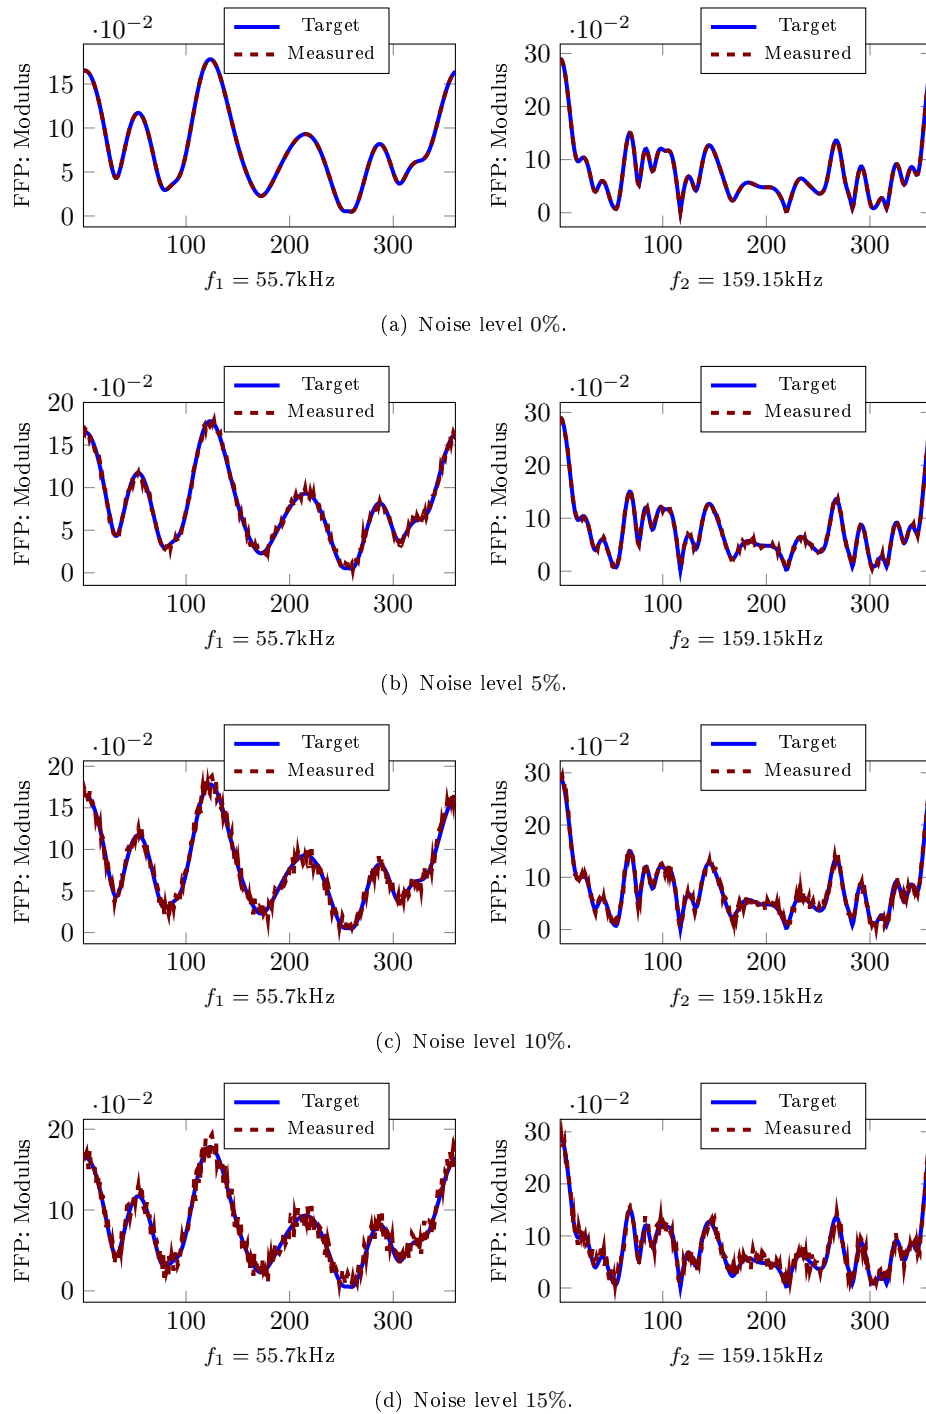 ·10⁻²
Target
Measured
FFP: Modulus
15
10
5
0
100 200 300
f₁ = 55.7kHz
·10⁻²
Target
Measured
FFP: Modulus
30
20
10
0
100 200 300
f₂ = 159.15kHz
(a) Noise level 0%.
·10⁻²
Target
Measured
FFP: Modulus
20
15
10
5
0
100 200 300
f₁ = 55.7kHz
·10⁻²
Target
Measured
FFP: Modulus
30
20
10
0
100 200 300
f₂ = 159.15kHz
(b) Noise level 5%.
·10⁻²
Target
Measured
FFP: Modulus
20
15
10
5
0
100 200 300
f₁ = 55.7kHz
·10⁻²
Target
Measured
FFP: Modulus
30
20
10
0
100 200 300
f₂ = 159.15kHz
(c) Noise level 10%.
·10⁻²
Target
Measured
FFP: Modulus
20
10
0
100 200 300
f₁ = 55.7kHz
·10⁻²
Target
Measured
FFP: Modulus
30
20
10
0
100 200 300
f₂ = 159.15kHz
(d) Noise level 15%.